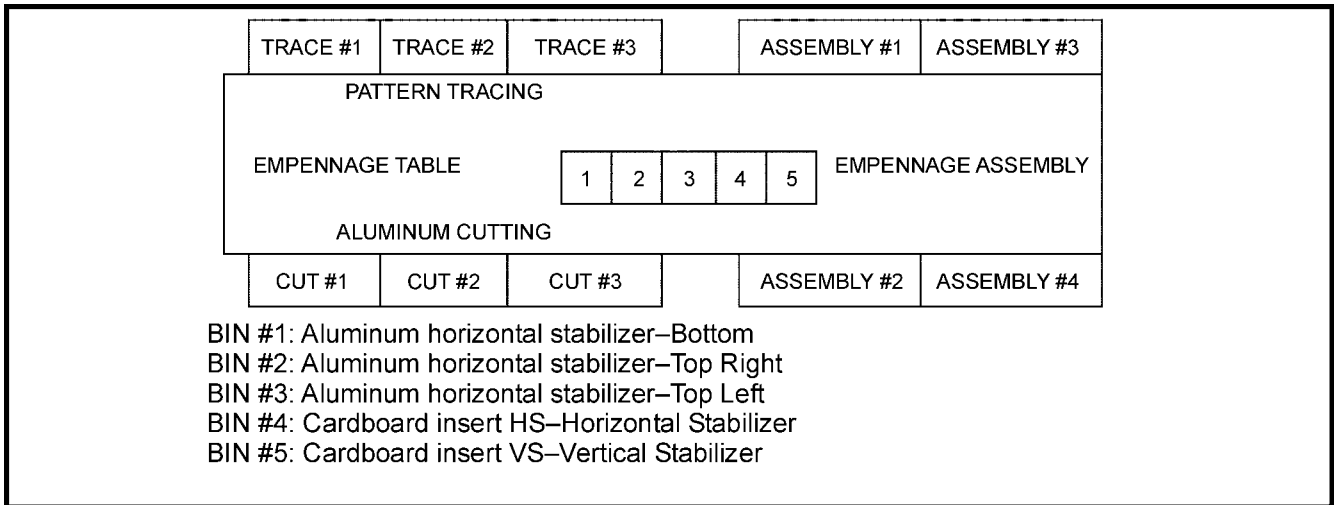 TRACE #1 TRACE #2 TRACE #3 ASSEMBLY #1 ASSEMBLY #3
PATTERN TRACING
EMPENNAGE TABLE 1 2 3 4 5 EMPENNAGE ASSEMBLY
ALUMINUM CUTTING
CUT #1 CUT #2 CUT #3 ASSEMBLY #2 ASSEMBLY #4
BIN #1: Aluminum horizontal stabilizer–Bottom
BIN #2: Aluminum horizontal stabilizer–Top Right
BIN #3: Aluminum horizontal stabilizer–Top Left
BIN #4: Cardboard insert HS–Horizontal Stabilizer
BIN #5: Cardboard insert VS–Vertical Stabilizer